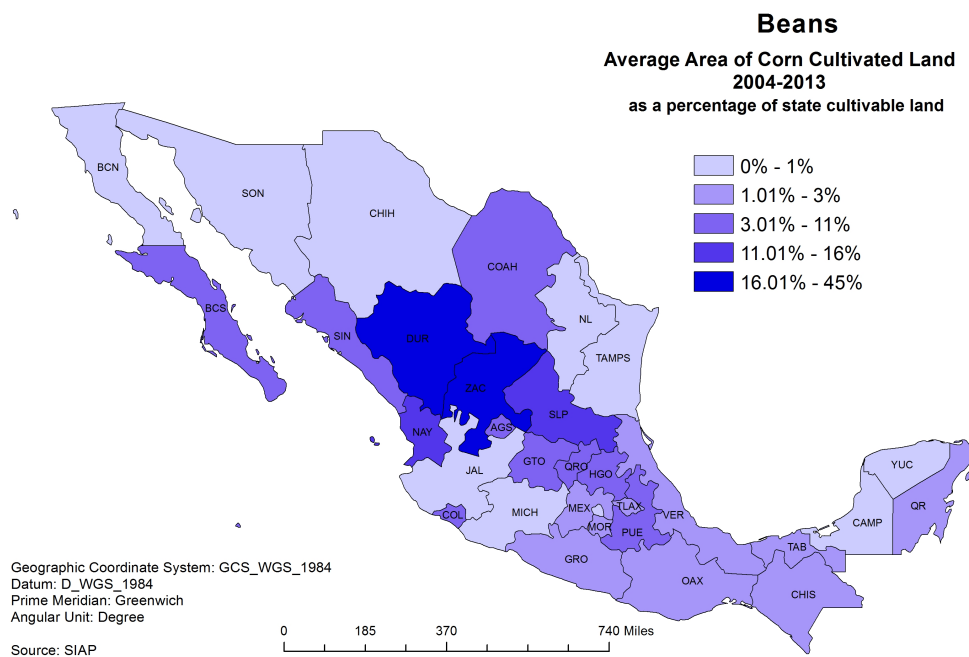 Beans
Average Area of Corn Cultivated Land
2004-2013
as a percentage of state cultivable land
0% - 1%
1.01% - 3%
3.01% - 11%
11.01% - 16%
16.01% - 45%
BCN
SON
CHIH
COAH
BCS
SIN
DUR
NL
TAMPS
ZAC
SLP
NAY
AGS
JAL
GTO
QRO
HGO
YUC
QR
CAMP
COL
MICH
MEX
TLAX
VER
MOR
PUE
TAB
GRO
OAX
CHIS
Geographic Coordinate System: GCS_WGS_1984
Datum: D_WGS_1984
Prime Meridian: Greenwich
Angular Unit: Degree
Source: SIAP
0 185 370 740 Miles